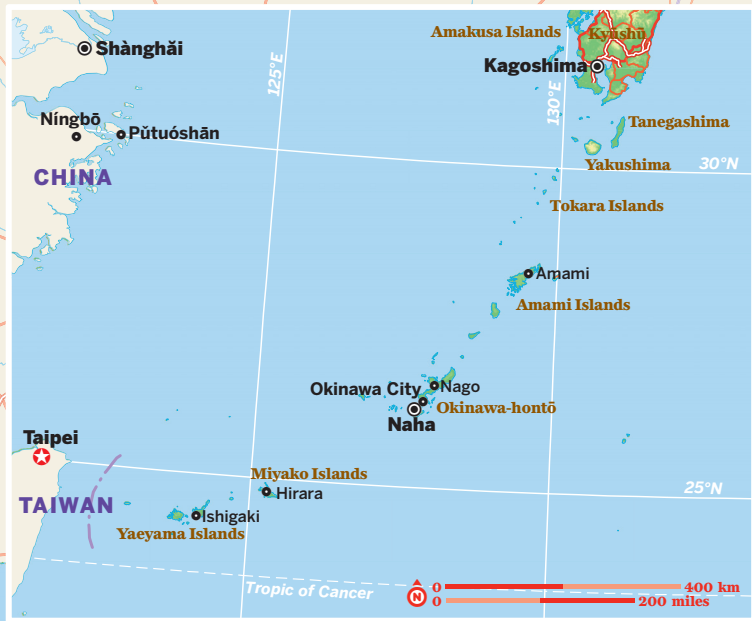 Amakusa Islands
Kyūshū
Shànghǎi
125°E
Kagoshima
130°E
Níngbō
Pǔtuóshān
Tanegashima
CHINA
Yakushima
30°N
Tokara Islands
Amami
Amami Islands
Okinawa City
Nago
Okinawa-hontō
Naha
Taipei
Miyako Islands
25°N
Hirara
TAIWAN
Ishigaki
Yaeyama Islands
Tropic of Cancer
N
0 400 km
0 200 miles